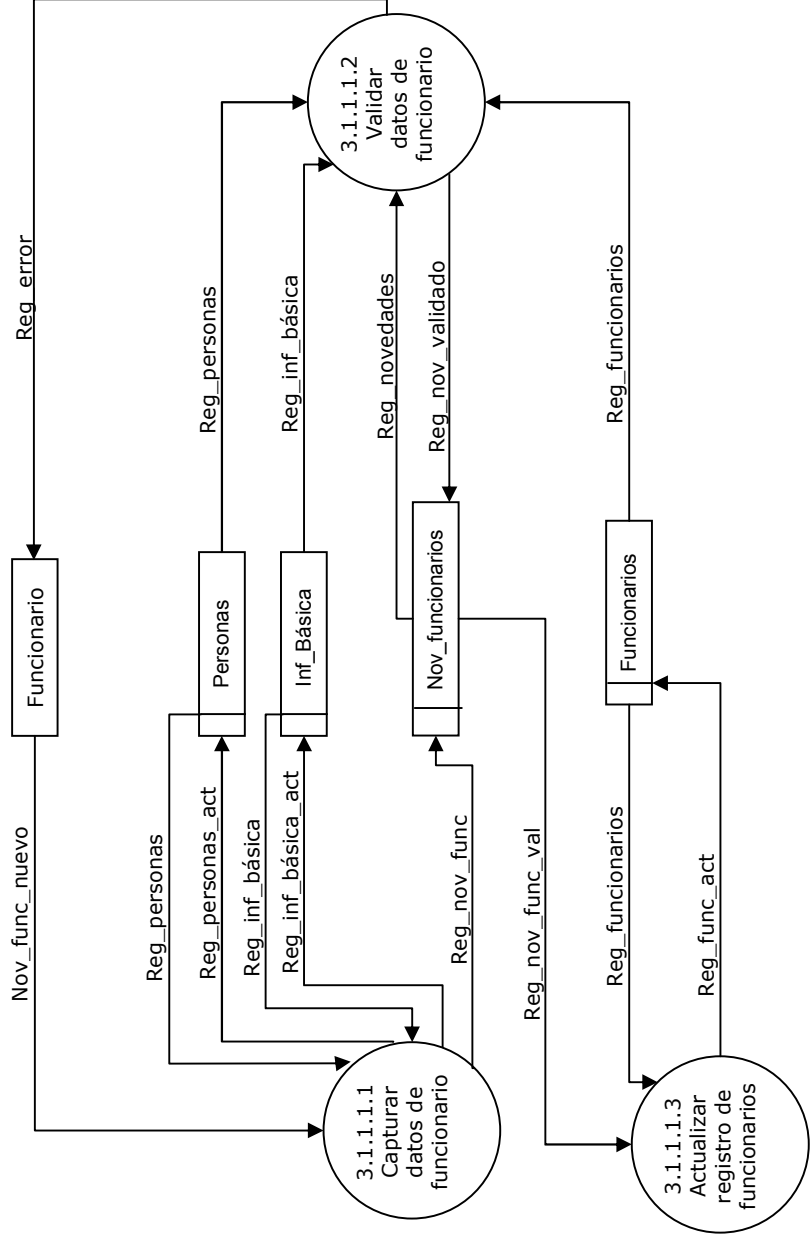 Nov_func_nuevo
Funcionario
Reg_error
Reg_personas
Reg_personas_act
Personas
Reg_personas
Reg_inf_básica
Reg_inf_básica_act
Inf_Básica
Reg_inf_básica
3.1.1.1.1
Capturar
datos de
funcionario
3.1.1.1.2
Validar
datos de
funcionario
Reg_nov_func
Nov_funcionarios
Reg_novedades
Reg_nov_validado
Reg_nov_func_val
Reg_funcionarios
Funcionarios
Reg_funcionarios
Reg_func_act
3.1.1.1.3
Actualizar
registro de
funcionarios